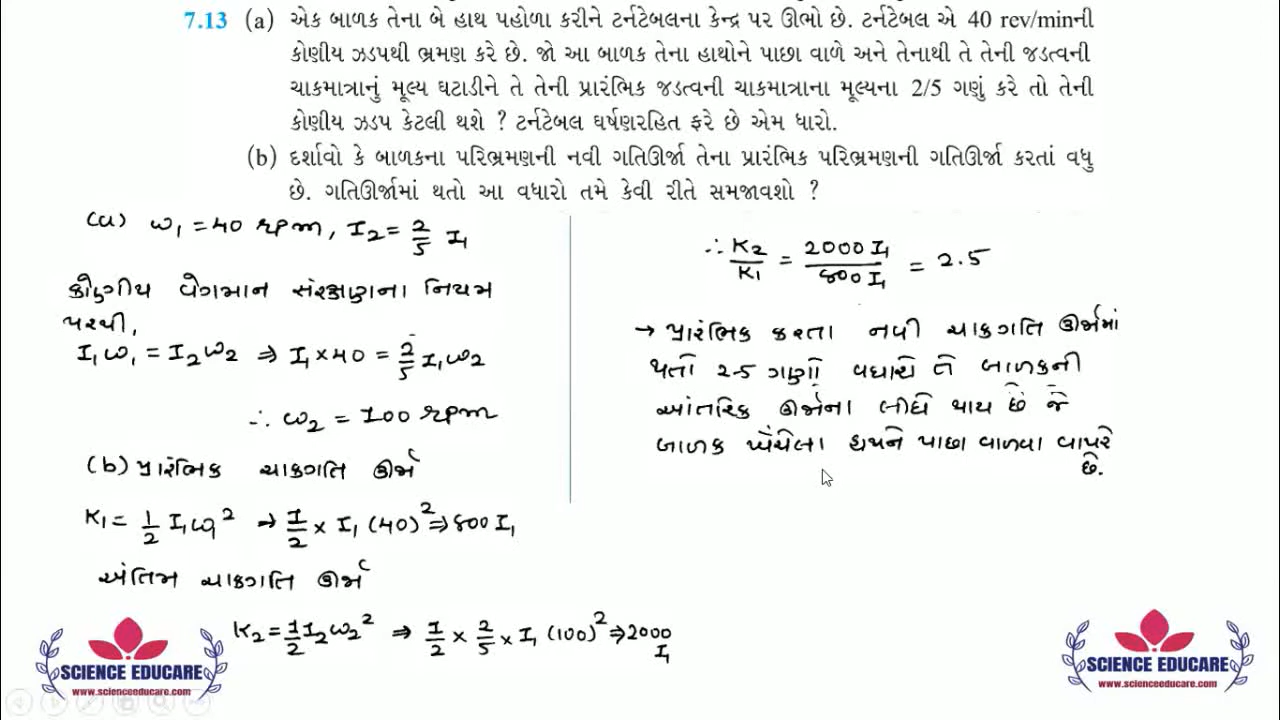 7.13 (a) એક બાળક તેના બે હાથ પહોળા કરીને ટર્નટેબલના કેન્દ્ર પર ઊભો છે. ટર્નટેબલ એ 40 rev/minની
કોણીય ઝડપથી ભ્રમણ કરે છે. જો આ બાળક તેના હાથોને પાછા વાળે અને તેનાથી તે તેની જડત્વની
ચાકમાત્રાનું મૂલ્ય ઘટાડીને તે તેની પ્રારંભિક જડત્વની ચાકમાત્રાના મૂલ્યના 2/5 ગણું કરે તો તેની
કોણીય ઝડપ કેટલી થશે ? ટર્નટેબલ ઘર્ષણરહિત ફરે છે એમ ધારો.
(b) દર્શાવો કે બાળકના પરિભ્રમણની નવી ગતિઊર્જા તેના પ્રારંભિક પરિભ્રમણની ગતિઊર્જા કરતાં વધુ
છે. ગતિઊર્જામાં થતો આ વધારો તમે કેવી રીતે સમજાવશો ?
(a) ω₁ = 40 rpm, I₂ = 2/5 I₁
કોણીય વેગમાન સંરક્ષણના નિયમ
પરથી,
I₁ω₁ = I₂ω₂ ⇒ I₁ × 40 = 2/5 I₁ω₂
∴ ω₂ = 100 rpm
(b) પ્રારંભિક ચાકગતિ ઊર્જા
K₁ = 1/2 I₁ω₁² ⇒ 1/2 × I₁ (40)² ⇒ 800 I₁
અંતિમ ચાકગતિ ઊર્જા
K₂ = 1/2 I₂ω₂² ⇒ 1/2 × 2/5 × I₁ (100)² ⇒ 2000 I₁
∴ K₂/K₁ = 2000 I₁/800 I₁ = 2.5
→ પ્રારંભિક કરતા નવી ચાકગતિ ઊર્જામાં
થતો 2.5 ગણો વધારો તે બાળકની
આંતરિક ઊર્જાના લીધે થાય છે જે
બાળક ખેંચેલા હાથને પાછા વાળવા વાપરે
છે.
SCIENCE EDUCARE
www.scienceeducare.com
SCIENCE EDUCARE
www.scienceeducare.com